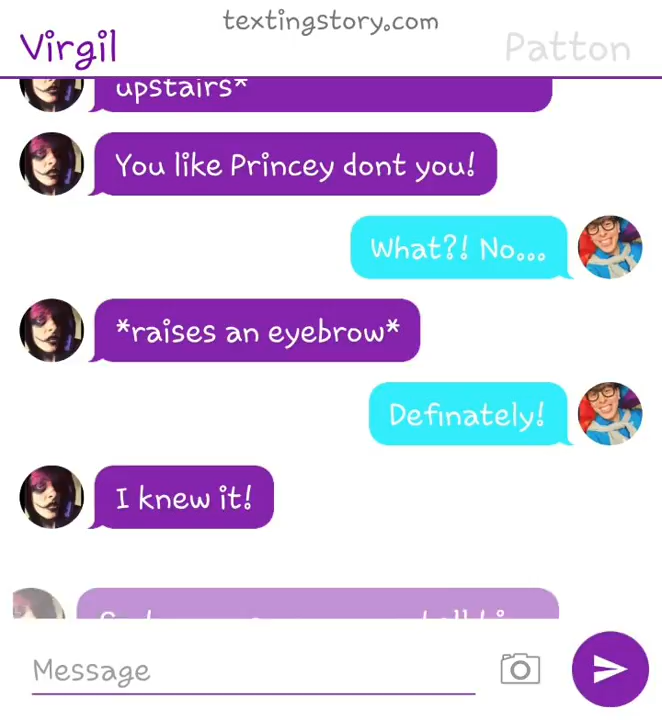 textingstory.com
Virgil
Patton
upstairs*
You like Princey dont you!
What?! No...
*raises an eyebrow*
Definately!
I knew it!
Message